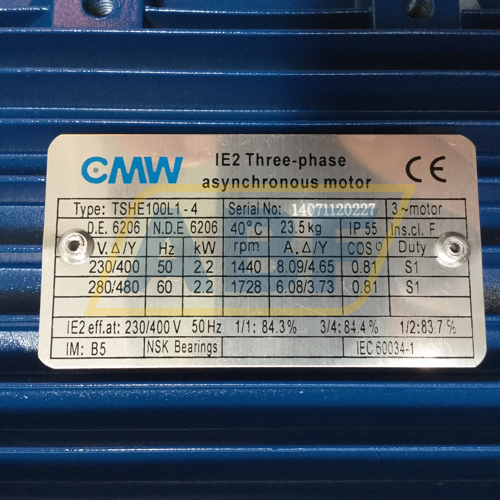 CMW
IE2 Three-phase
asynchronous motor
CE
Type: TSHE100L1-4 Serial No: 14071120227 3~motor
D.E. 6206 N.D.E 6206 40°C 23.5kg IP 55 Ins.cl. F
V.Δ/Y Hz kW rpm A.Δ/Y COSϕ Duty
230/400 50 2.2 1440 8.09/4.65 0.81 S1
280/480 60 2.2 1728 6.08/3.73 0.81 S1
IE2 eff.at: 230/400 V 50 Hz 1/1: 84.3% 3/4: 84.4% 1/2: 83.7%
IM: B5 NSK Bearings IEC 60034-1